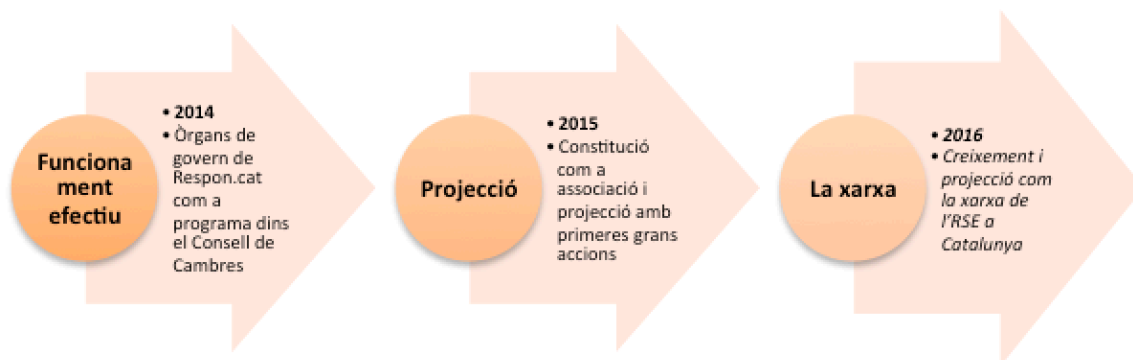 Funciona
ment
efectiu
• 2014
• Òrgans de
govern de
Respon.cat
com a
programa dins
el Consell de
Cambres
Projecció
• 2015
• Constitució
com a
associació i
projecció amb
primeres grans
accions
La xarxa
• 2016
• Creixement i
projecció com
la xarxa de
l'RSE a
Catalunya